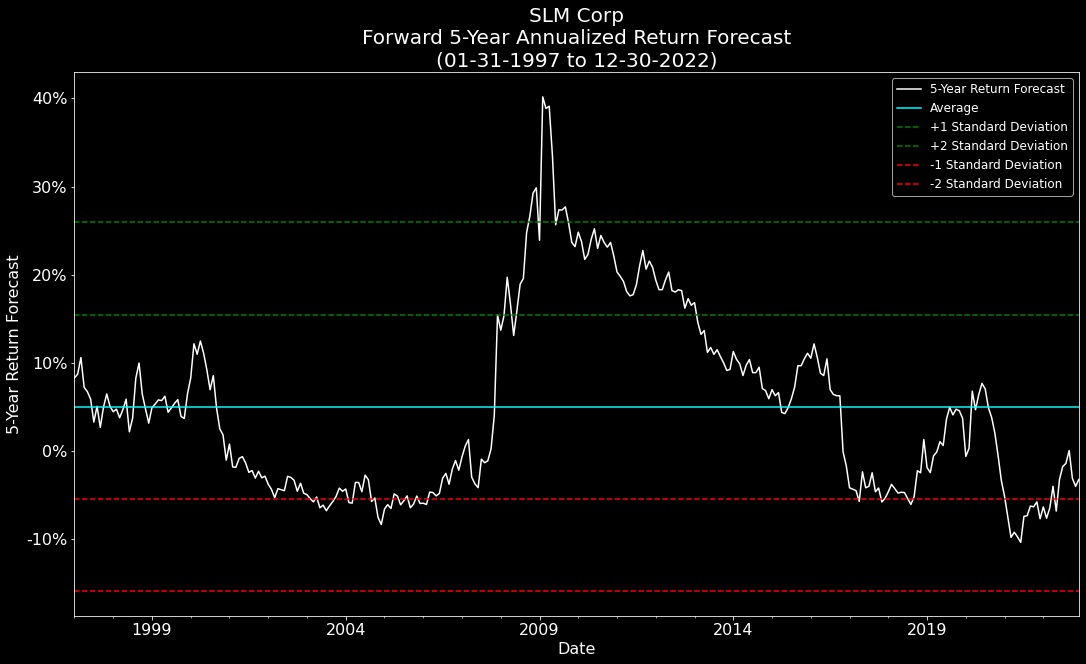 SLM Corp
Forward 5-Year Annualized Return Forecast
(01-31-1997 to 12-30-2022)
5-Year Return Forecast
40%
30%
20%
10%
0%
-10%
5-Year Return Forecast
Average
+1 Standard Deviation
+2 Standard Deviation
-1 Standard Deviation
-2 Standard Deviation
1999 2004 2009 2014 2019
Date